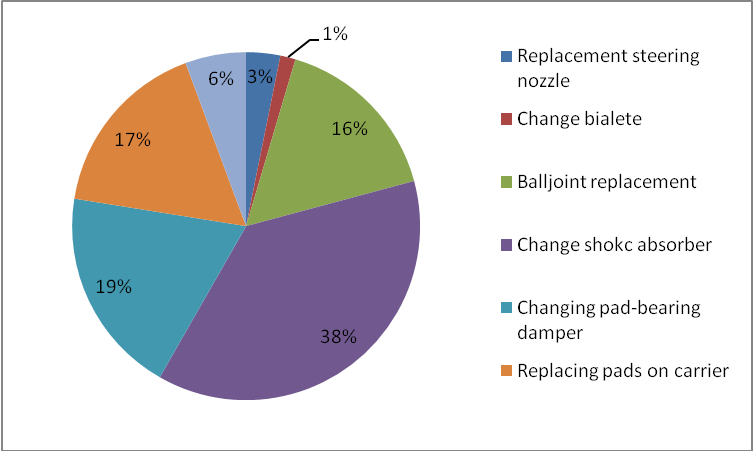 1%
6%
3%
16%
17%
19%
38%
Replacement steering
nozzle
Change bialete
Balljoint replacement
Change shokc absorber
Changing pad-bearing
damper
Replacing pads on carrier